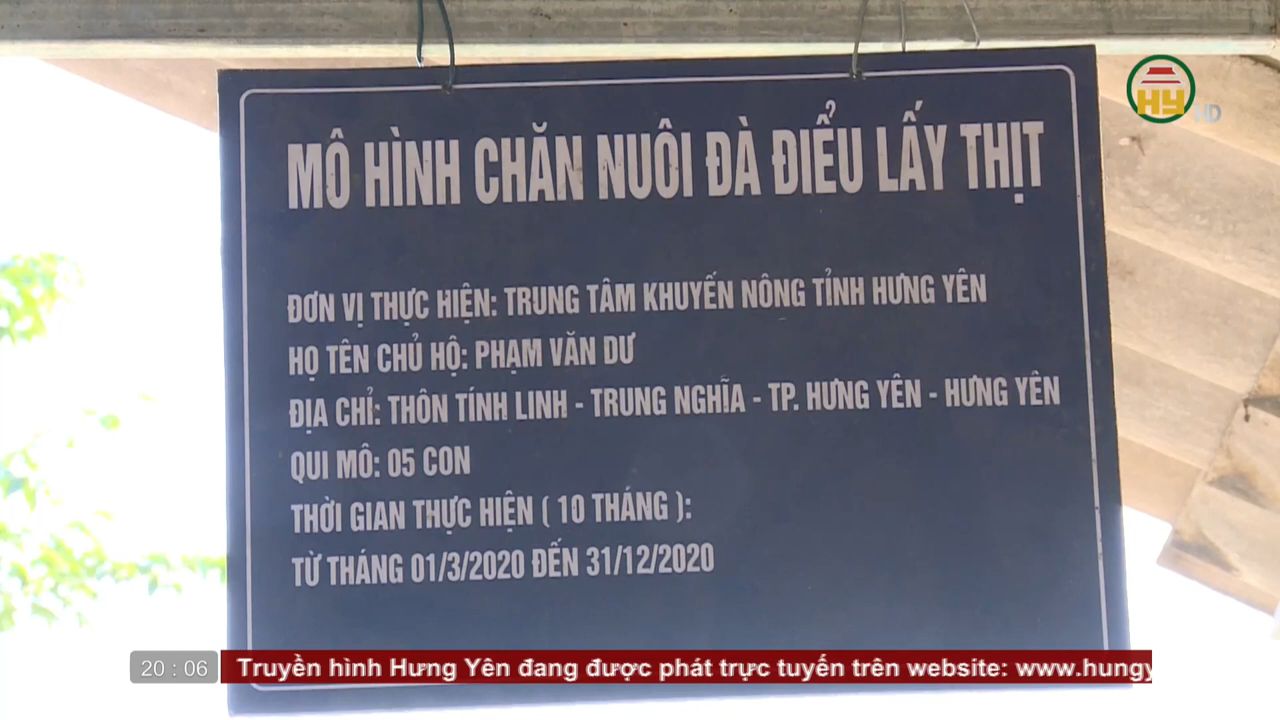 HY HD
MÔ HÌNH CHĂN NUÔI ĐÀ ĐIỂU LẤY THỊT
ĐƠN VỊ THỰC HIỆN: TRUNG TÂM KHUYẾN NÔNG TỈNH HƯNG YÊN
HỌ TÊN CHỦ HỘ: PHẠM VĂN DƯ
ĐỊA CHỈ: THÔN TÍNH LINH - TRUNG NGHĨA - TP. HƯNG YÊN - HƯNG YÊN
QUI MÔ: 05 CON
THỜI GIAN THỰC HIỆN ( 10 THÁNG ):
TỪ THÁNG 01/3/2020 ĐẾN 31/12/2020
20 : 06 Truyền hình Hưng Yên đang được phát trực tuyến trên website: www.hungy